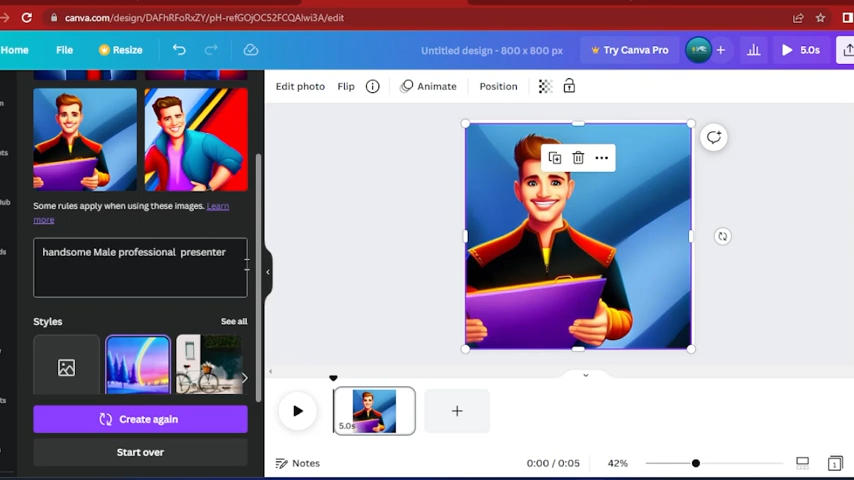 canva.com/design/DAFhRFoRxZY/pH-refGOjOC52FCQAlwi3A/edit
Home File Resize Untitled design - 800 x 800 px Try Canva Pro + 5.0s
Edit photo Flip Animate Position
Some rules apply when using these images. Learn
more
handsome Male professional presenter
Styles See all
Create again
Start over
5.0s
Notes 0:00 / 0:05 42% 1